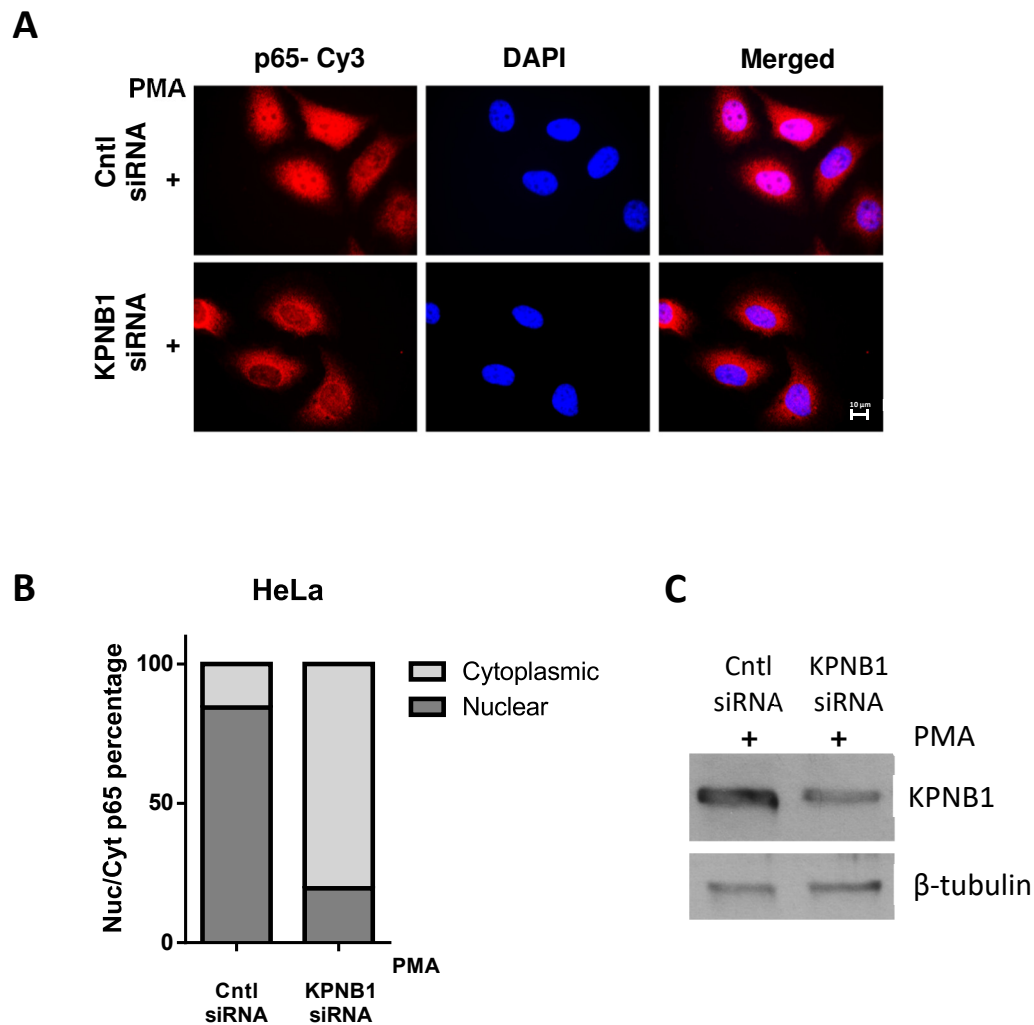 A
p65- Cy3
DAPI
Merged
PMA
Cntl
siRNA
+
KPNB1
siRNA
+
10 µm
B
HeLa
Nuc/Cyt p65 percentage
100
50
0
Cytoplasmic
Nuclear
PMA
Cntl
siRNA
KPNB1
siRNA
C
Cntl
siRNA
KPNB1
siRNA
+
+
PMA
KPNB1
β-tubulin